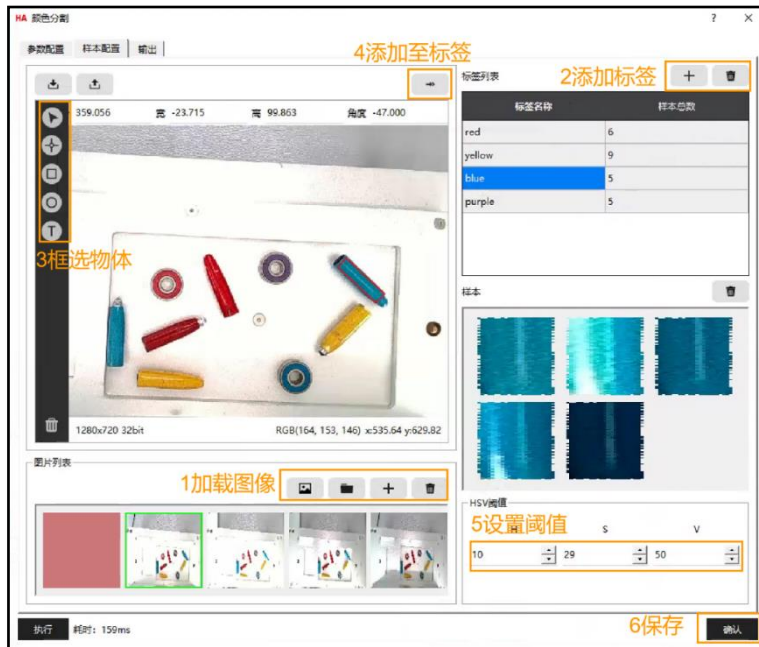 HA 颜色分割 ? ×
参数配置 样本配置 输出
4添加至标签
359.056 宽 -23.715 高 99.863 角度 -47.000
3框选物体
T
1280x720 32bit RGB(164, 153, 146) x:535.64 y:629.82
图片列表
1加载图像
标签列表 2添加标签
标签名称 样本总数
red 6
yellow 9
blue 5
purple 5
样本
HSV阈值
5设置阈值
H S V
10 29 50
执行 耗时: 159ms
6保存 确认